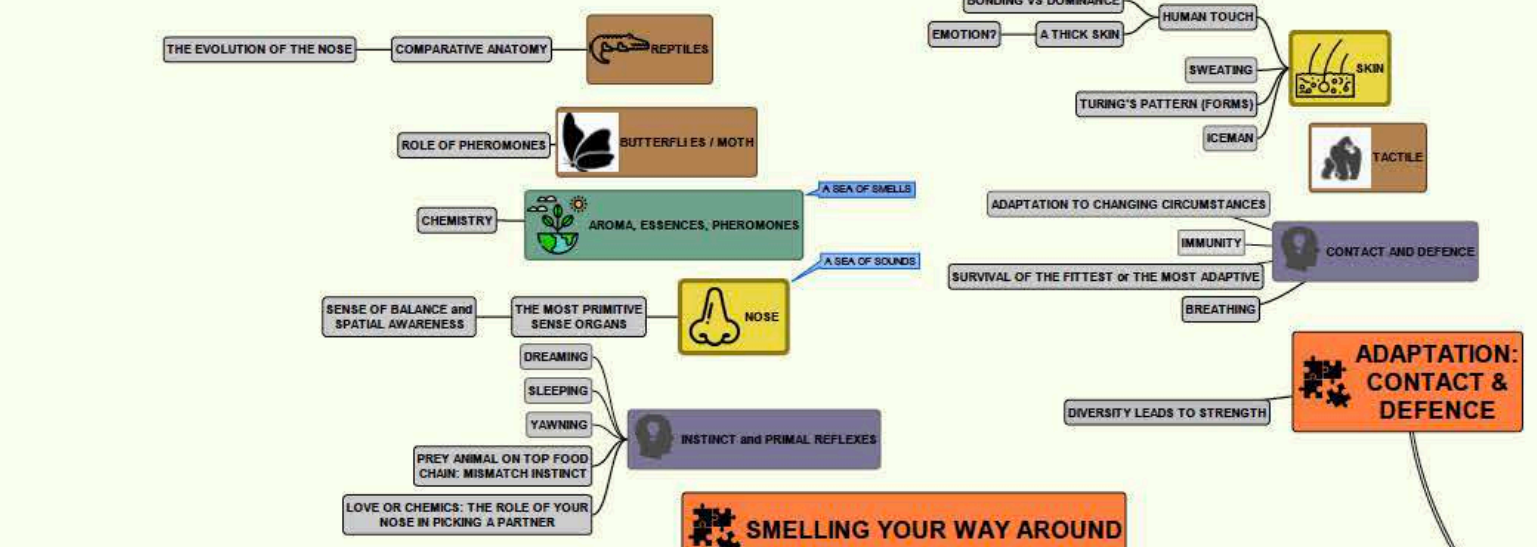 THE EVOLUTION OF THE NOSE
COMPARATIVE ANATOMY
REPTILES
ROLE OF PHEROMONES
BUTTERFLIES / MOTH
A SEA OF SMELLS
CHEMISTRY
AROMA, ESSENCES, PHEROMONES
A SEA OF SOUNDS
SENSE OF BALANCE and
SPATIAL AWARENESS
THE MOST PRIMITIVE
SENSE ORGANS
NOSE
DREAMING
SLEEPING
YAWNING
PREY ANIMAL ON TOP FOOD
CHAIN: MISMATCH INSTINCT
LOVE OR CHEMICS: THE ROLE OF YOUR
NOSE IN PICKING A PARTNER
INSTINCT and PRIMAL REFLEXES
SMELLING YOUR WAY AROUND
BONDING VS DOMINANCE
HUMAN TOUCH
EMOTION?
A THICK SKIN
SKIN
SWEATING
TURING'S PATTERN (FORMS)
ICEMAN
TACTILE
ADAPTATION TO CHANGING CIRCUMSTANCES
IMMUNITY
CONTACT AND DEFENCE
SURVIVAL OF THE FITTEST or THE MOST ADAPTIVE
BREATHING
ADAPTATION:
CONTACT &
DEFENCE
DIVERSITY LEADS TO STRENGTH